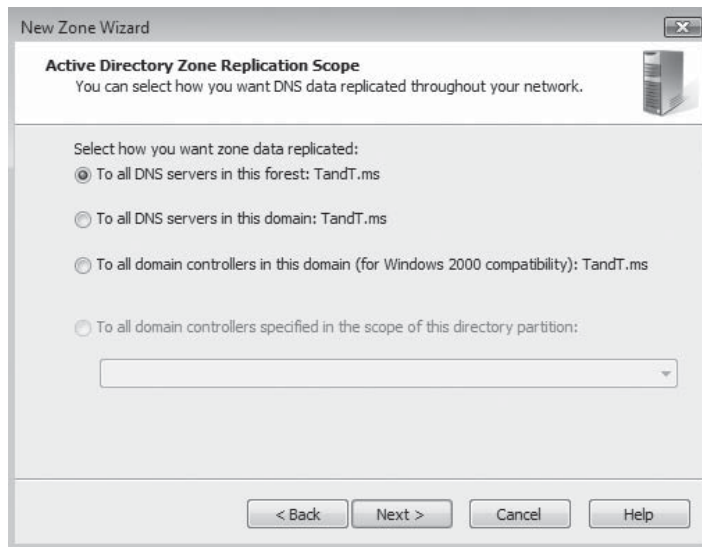 New Zone Wizard
Active Directory Zone Replication Scope
You can select how you want DNS data replicated throughout your network.
Select how you want zone data replicated:
To all DNS servers in this forest: TandT.ms
To all DNS servers in this domain: TandT.ms
To all domain controllers in this domain (for Windows 2000 compatibility): TandT.ms
To all domain controllers specified in the scope of this directory partition:
< Back
Next >
Cancel
Help